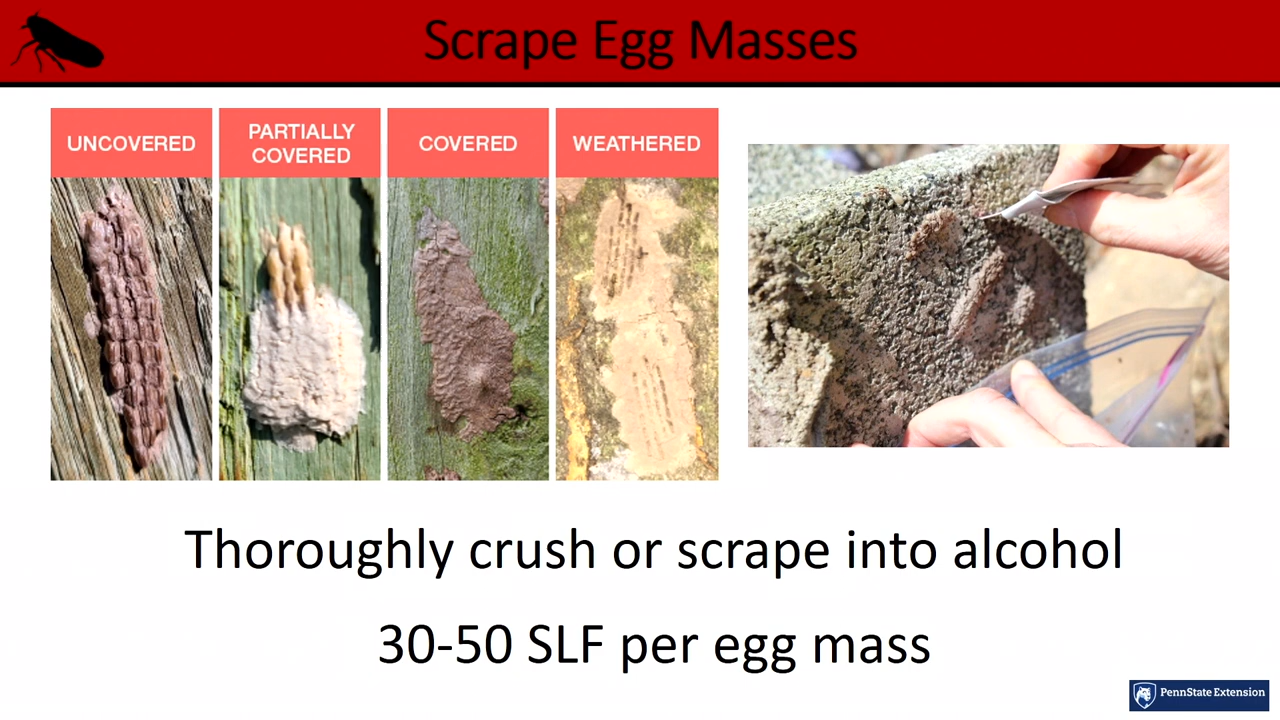 Scrape Egg Masses
UNCOVERED
PARTIALLY
COVERED
COVERED
WEATHERED
Thoroughly crush or scrape into alcohol
30-50 SLF per egg mass
PennState Extension